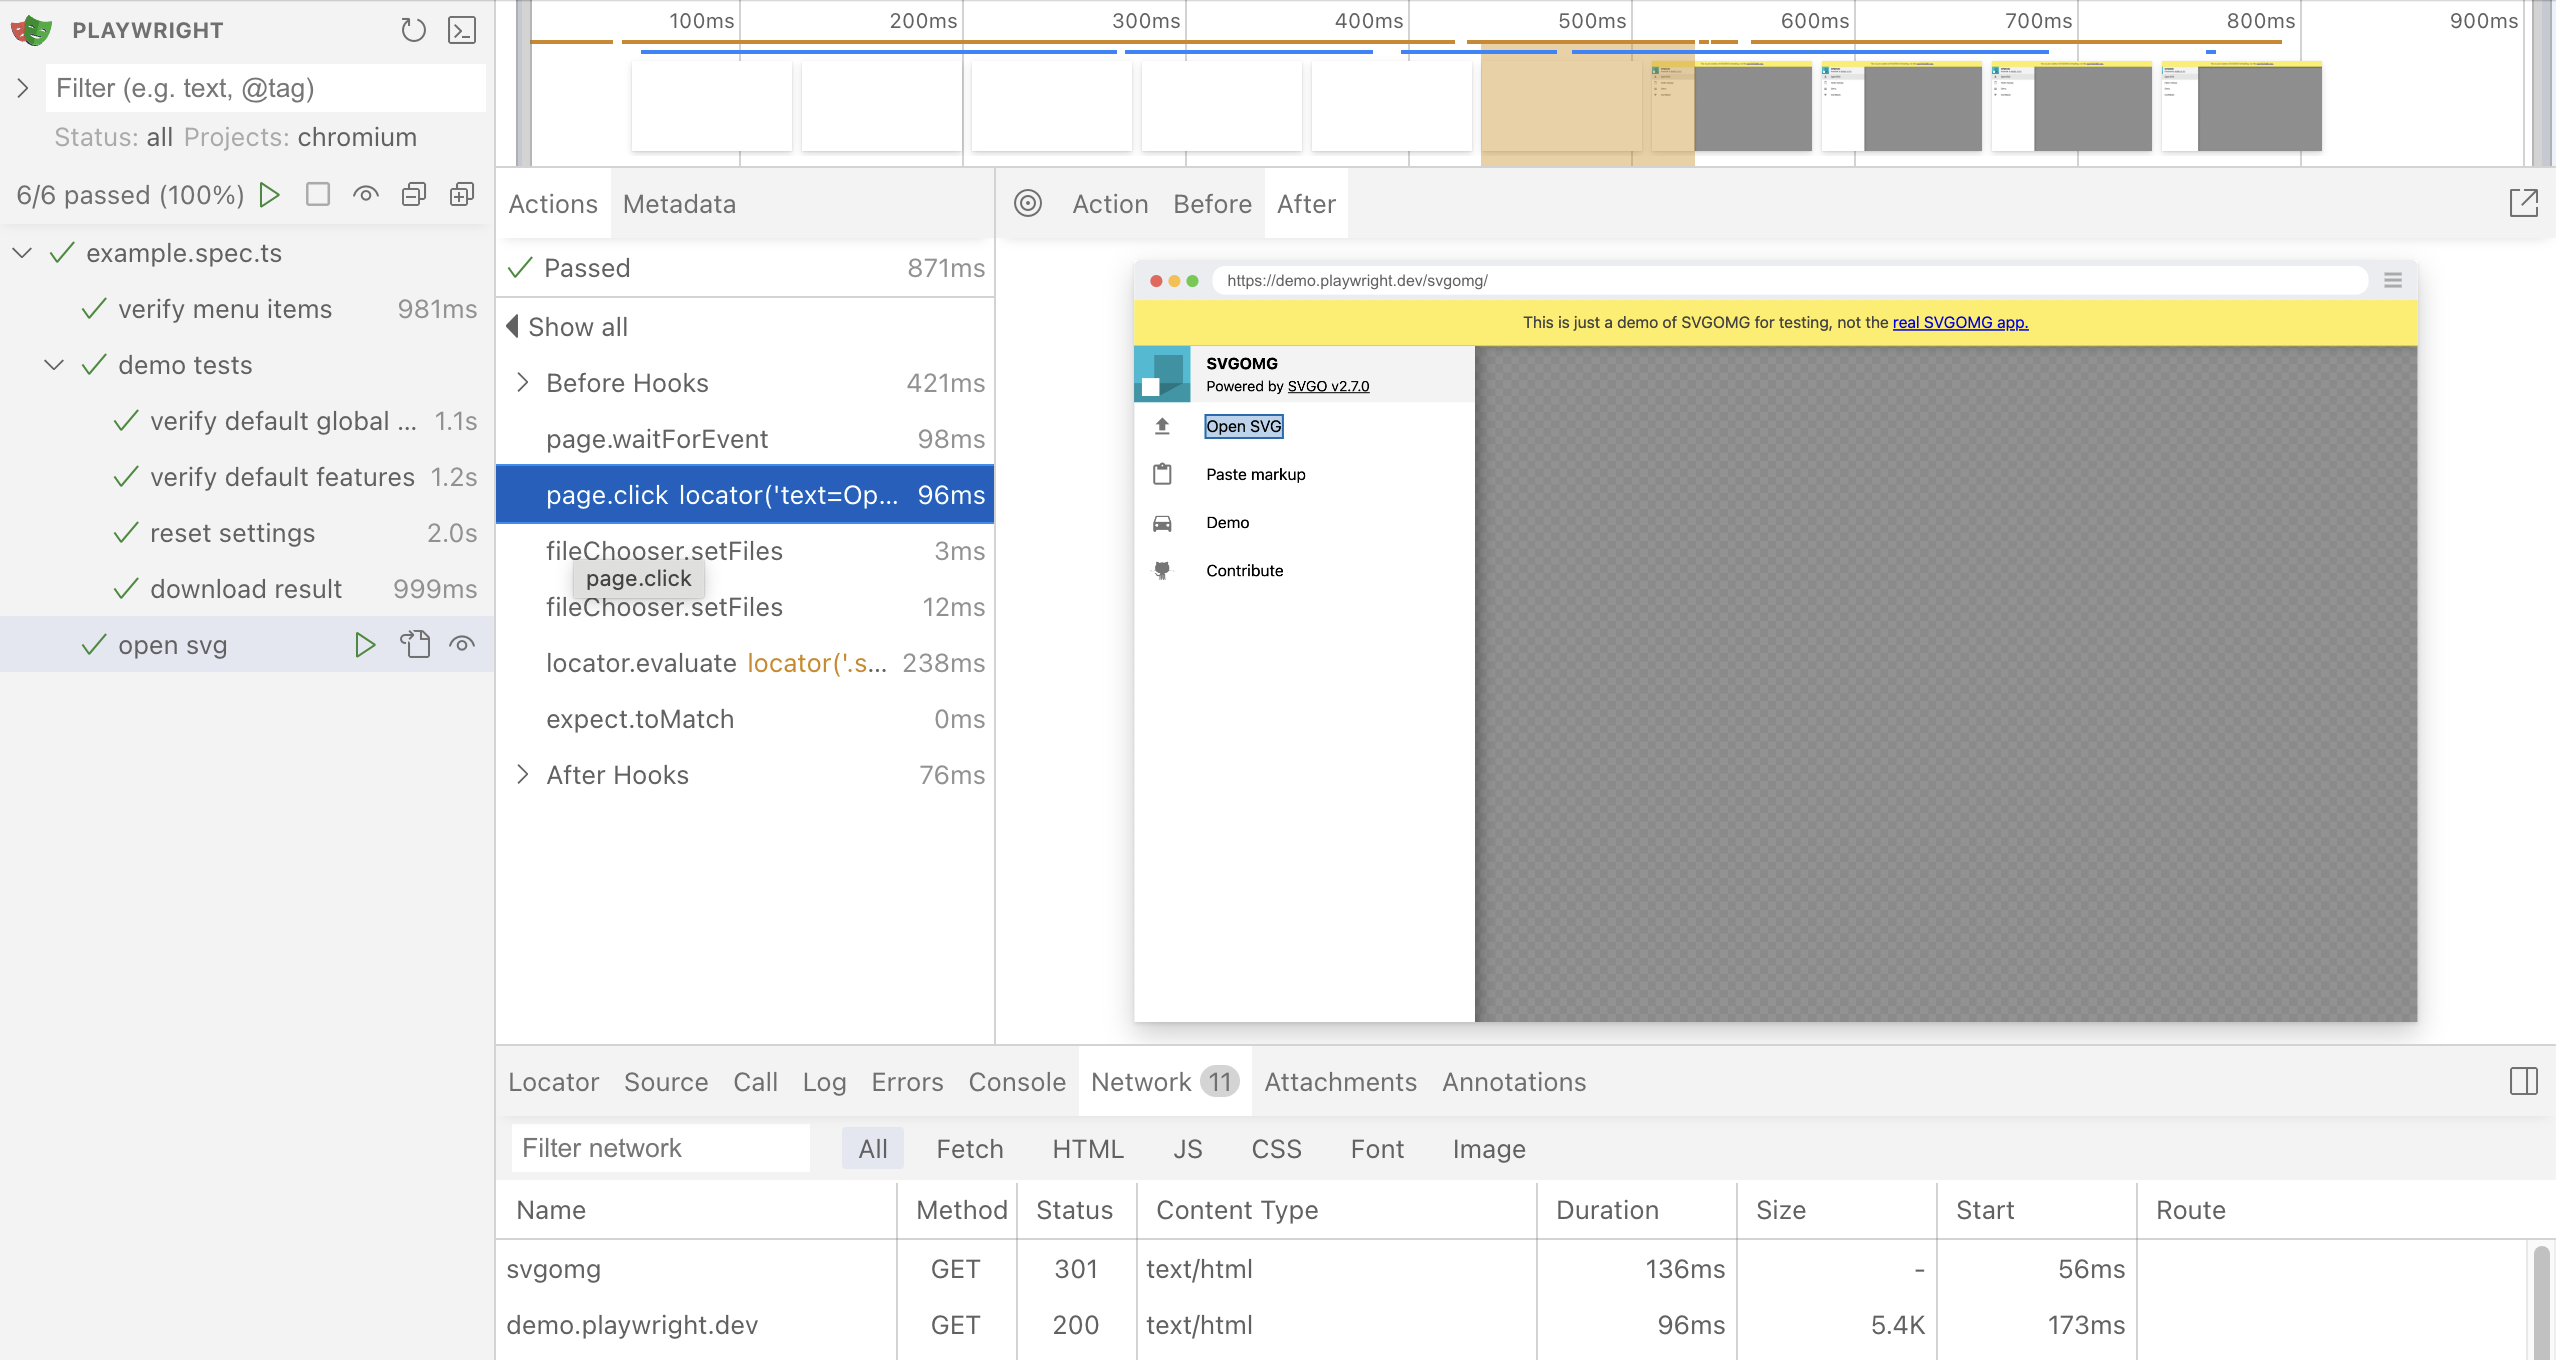 PLAYWRIGHT
Filter (e.g. text, @tag)
Status: all Projects: chromium
6/6 passed (100%)
example.spec.ts
verify menu items 981ms
demo tests
verify default global ... 1.1s
verify default features 1.2s
reset settings 2.0s
download result 999ms
open svg
100ms 200ms 300ms 400ms 500ms 600ms 700ms 800ms 900ms
Actions Metadata
Passed 871ms
Show all
Before Hooks 421ms
page.waitForEvent 98ms
page.click locator('text=Op... 96ms
fileChooser.setFiles 3ms
page.click
fileChooser.setFiles 12ms
locator.evaluate locator('.s... 238ms
expect.toMatch 0ms
After Hooks 76ms
Action Before After
https://demo.playwright.dev/svgomg/
This is just a demo of SVGOMG for testing, not the real SVGOMG app.
SVGOMG
Powered by SVGO v2.7.0
Open SVG
Paste markup
Demo
Contribute
Locator Source Call Log Errors Console Network 11 Attachments Annotations
Filter network All Fetch HTML JS CSS Font Image
Name Method Status Content Type Duration Size Start Route
svgomg GET 301 text/html 136ms - 56ms
demo.playwright.dev GET 200 text/html 96ms 5.4K 173ms